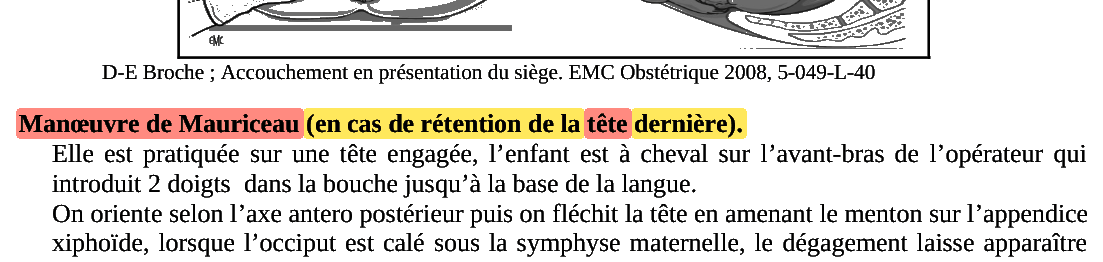 EMC
D-E Broche ; Accouchement en présentation du siège. EMC Obstétrique 2008, 5-049-L-40
Manœuvre de Mauriceau (en cas de rétention de la tête dernière).
Elle est pratiquée sur une tête engagée, l’enfant est à cheval sur l’avant-bras de l’opérateur qui
introduit 2 doigts dans la bouche jusqu’à la base de la langue.
On oriente selon l’axe antero postérieur puis on fléchit la tête en amenant le menton sur l’appendice
xiphoïde, lorsque l’occiput est calé sous la symphyse maternelle, le dégagement laisse apparaître